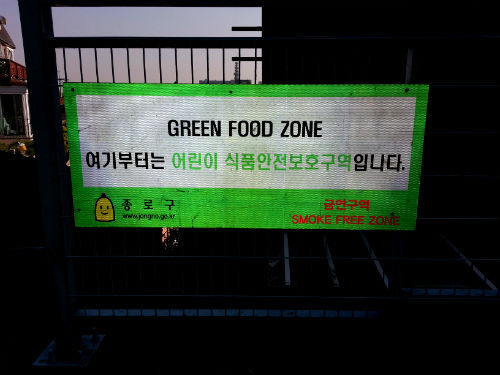 GREEN FOOD ZONE
여기부터는 어린이 식품안전보호구역입니다.
종로구
www.jongno.go.kr
금연구역
SMOKE FREE ZONE